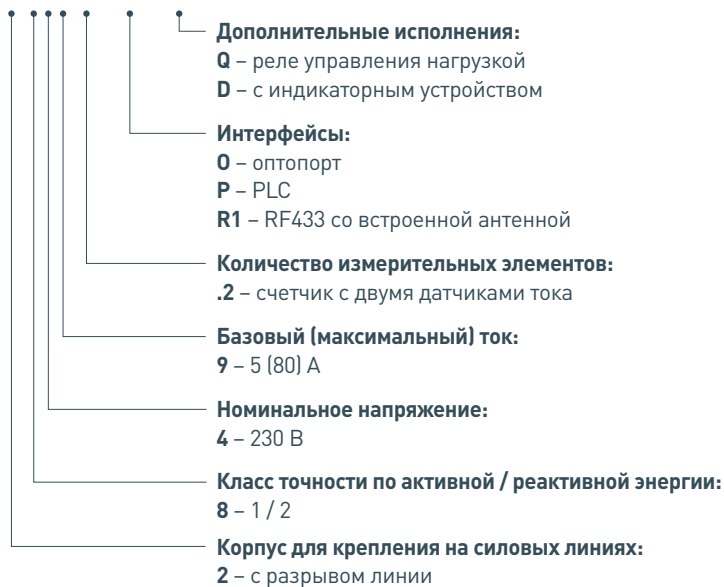 Дополнительные исполнения:
Q – реле управления нагрузкой
D – с индикаторным устройством
Интерфейсы:
O – оптопорт
P – PLC
R1 – RF433 со встроенной антенной
Количество измерительных элементов:
.2 – счетчик с двумя датчиками тока
Базовый (максимальный) ток:
9 – 5 (80) А
Номинальное напряжение:
4 – 230 В
Класс точности по активной / реактивной энергии:
8 – 1 / 2
Корпус для крепления на силовых линиях:
2 – с разрывом линии